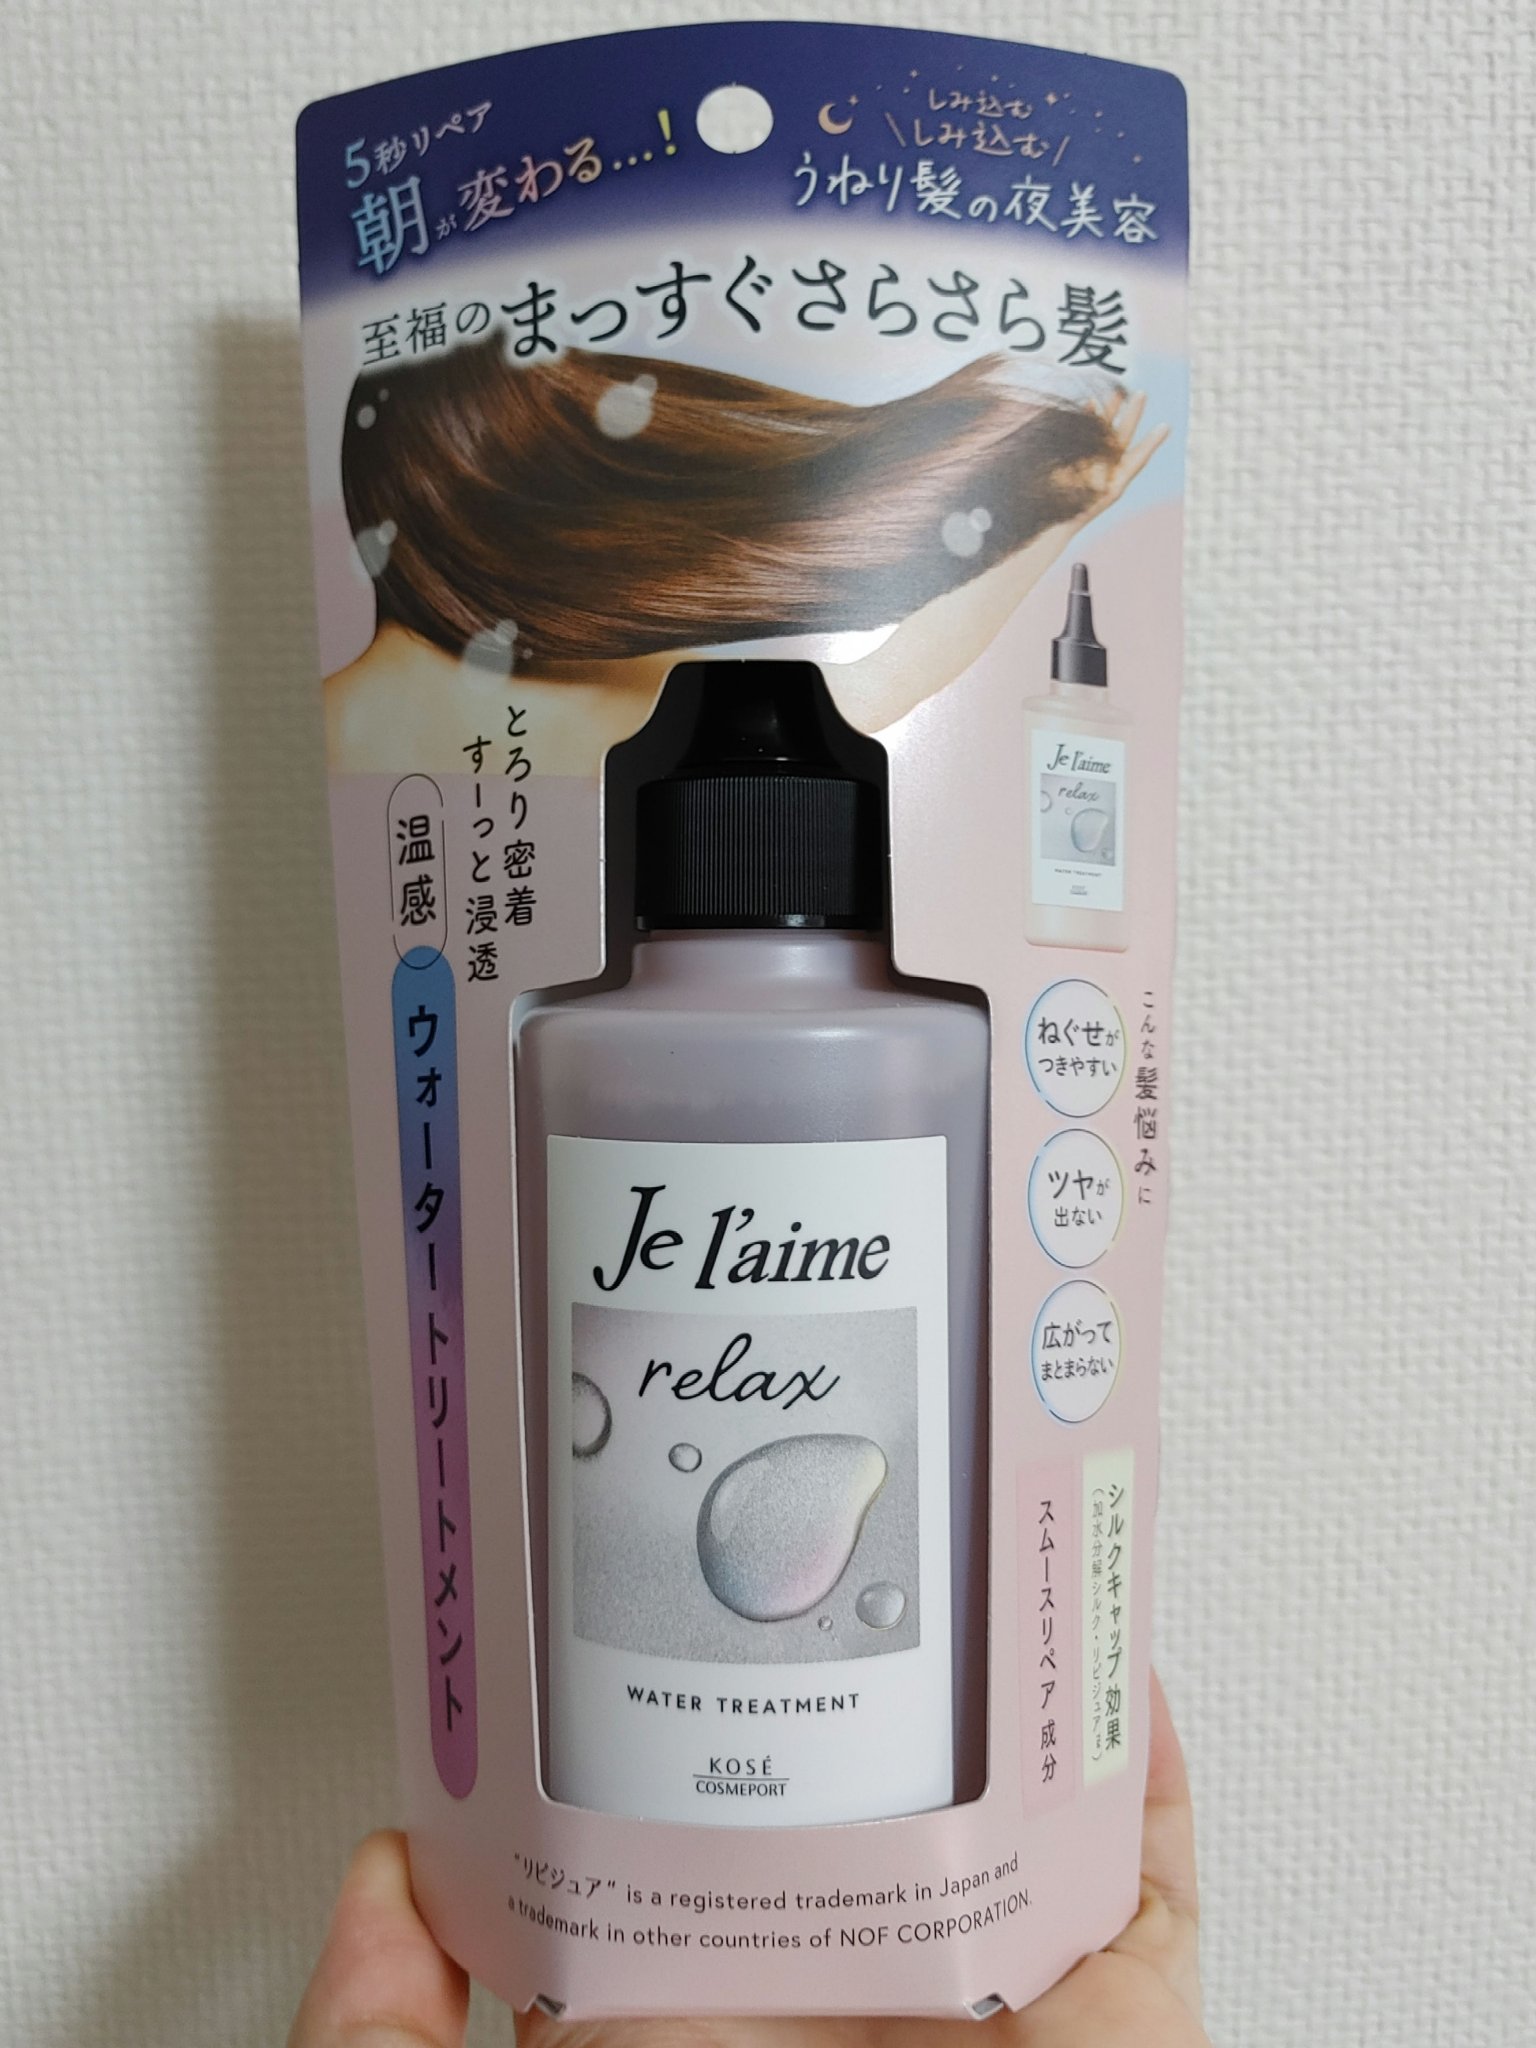 5秒リペア
朝が変わる…!
しみ込む
\しみ込む/
うねり髪の夜美容
至福のまっすぐさらさら髪
とろり密着
すーっと浸透
温感
ウォータートリートメント
Je l'aime
relax
WATER TREATMENT
KOSÉ
COSMEPORT
こんな髪悩みに
ねぐせが
つきやすい
ツヤが
出ない
広がって
まとまらない
シルクキャップ効果
(加水分解シルク・リピジュア)
スムースリペア 成分
Je l'aime
relax
WATER TREATMENT
KOSÉ
COSMEPORT
"リピジュア" is a registered trademark in Japan and
a trademark in other countries of NOF CORPORATION.